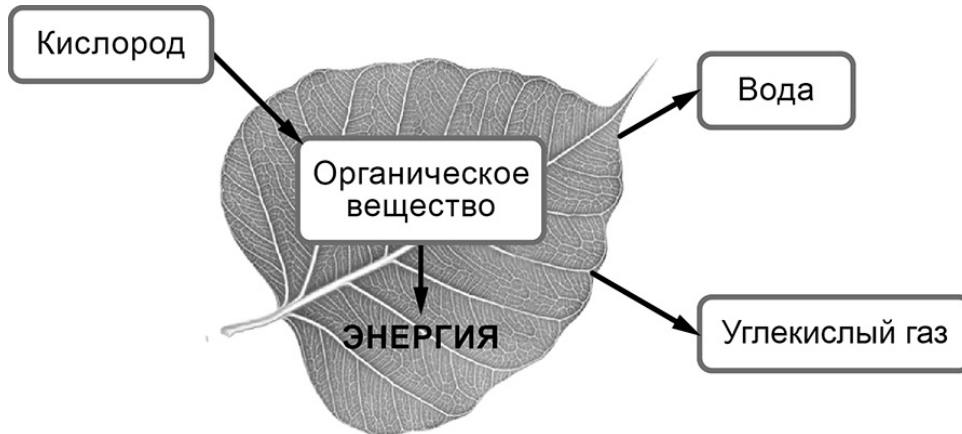 Кислород
Вода
Органическое
вещество
ЭНЕРГИЯ
Углекислый газ